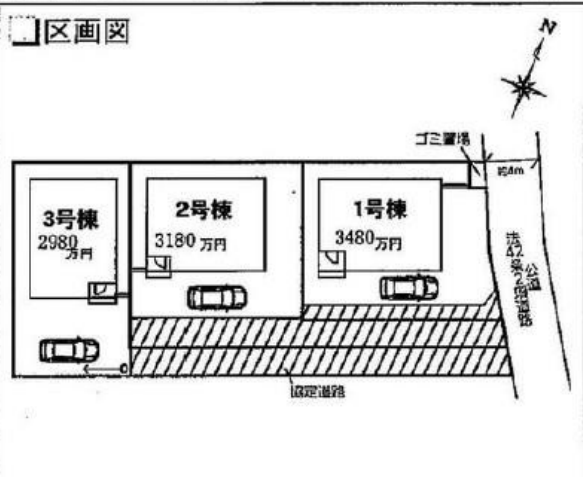 区画図
N
ゴミ置場
約4m
3号棟
2980万円
2号棟
3180万円
1号棟
3480万円
法42条2項道路
公道
協定道路